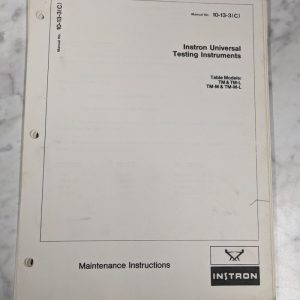 Manual No. 10-13-3(C)
Manual No. 10-13-3(C)
Instron Universal
Testing Instruments
Table Models:
TM & TM-L
TM-M & TM-M-L
Maintenance Instructions
INSTRON